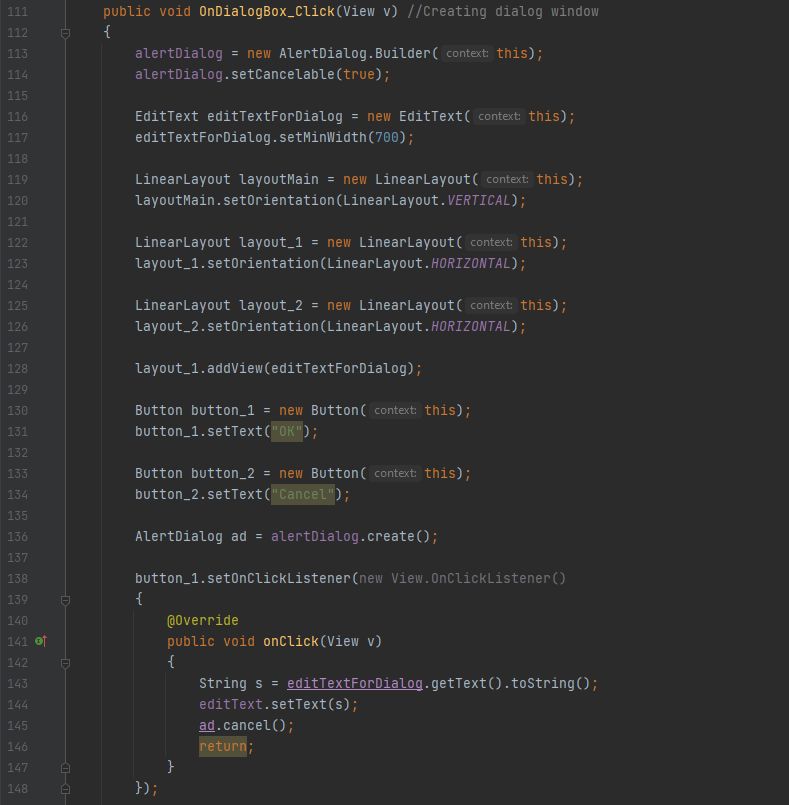 111 public void OnDialogBox_Click(View v) //Creating dialog window
112 {
113 alertDialog = new AlertDialog.Builder( context: this);
114 alertDialog.setCancelable(true);
115
116 EditText editTextForDialog = new EditText( context: this);
117 editTextForDialog.setMinWidth(700);
118
119 LinearLayout layoutMain = new LinearLayout( context: this);
120 layoutMain.setOrientation(LinearLayout.VERTICAL);
121
122 LinearLayout layout_1 = new LinearLayout( context: this);
123 layout_1.setOrientation(LinearLayout.HORIZONTAL);
124
125 LinearLayout layout_2 = new LinearLayout( context: this);
126 layout_2.setOrientation(LinearLayout.HORIZONTAL);
127
128 layout_1.addView(editTextForDialog);
129
130 Button button_1 = new Button( context: this);
131 button_1.setText("OK");
132
133 Button button_2 = new Button( context: this);
134 button_2.setText("Cancel");
135
136 AlertDialog ad = alertDialog.create();
137
138 button_1.setOnClickListener(new View.OnClickListener()
139 {
140 @Override
141 public void onClick(View v)
142 {
143 String s = editTextForDialog.getText().toString();
144 editText.setText(s);
145 ad.cancel();
146 return;
147 }
148 });